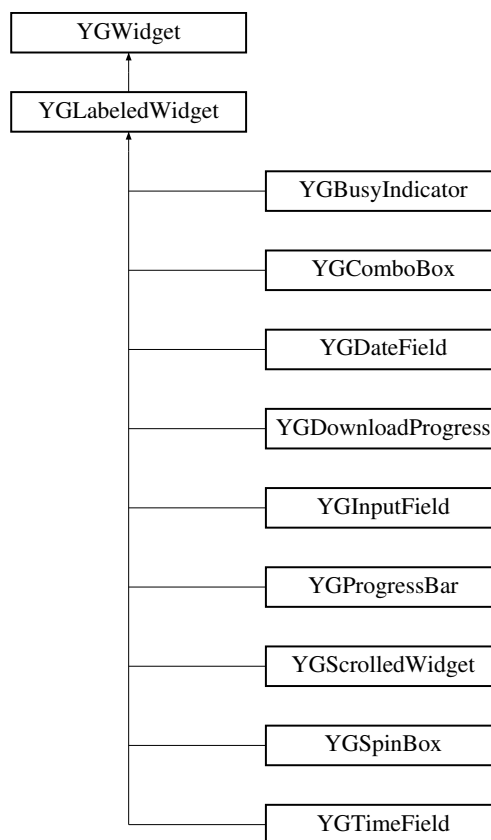 YGWidget
YGLabeledWidget
YGBusyIndicator
YGComboBox
YGDateField
YGDownloadProgress
YGInputField
YGProgressBar
YGScrolledWidget
YGSpinBox
YGTimeField